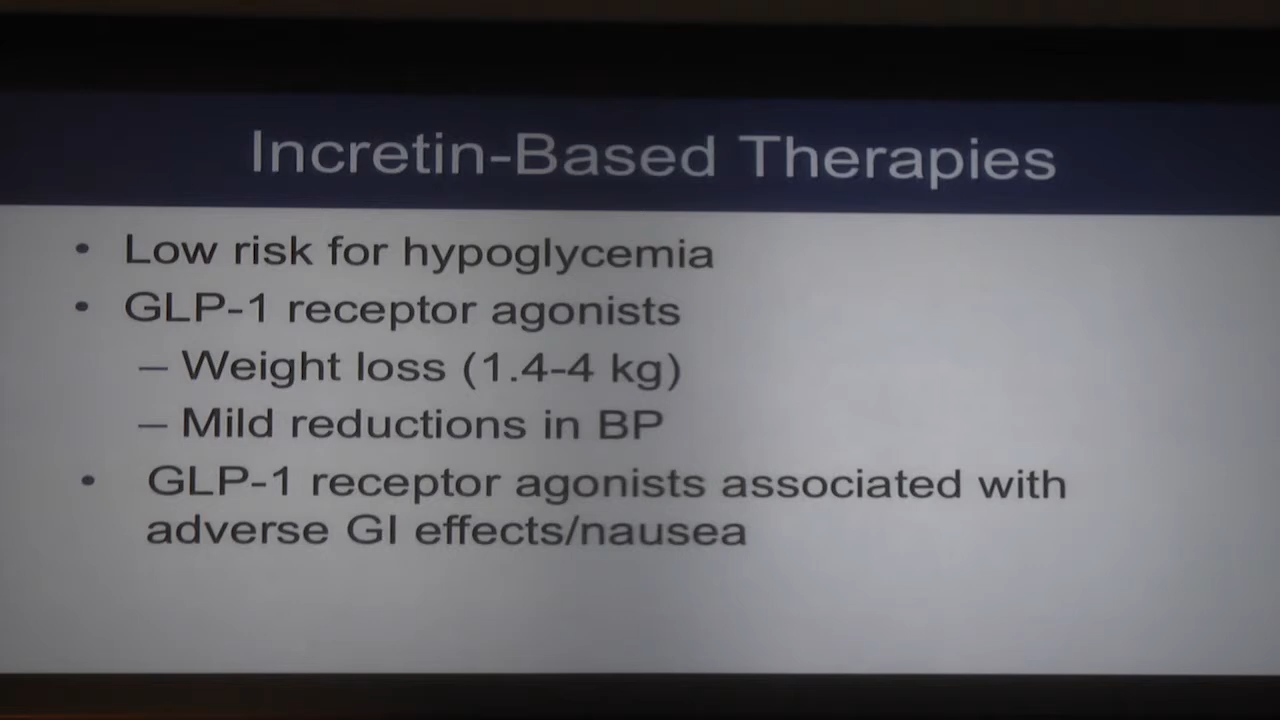 Incretin-Based Therapies
• Low risk for hypoglycemia
• GLP-1 receptor agonists
– Weight loss (1.4-4 kg)
– Mild reductions in BP
• GLP-1 receptor agonists associated with
adverse GI effects/nausea